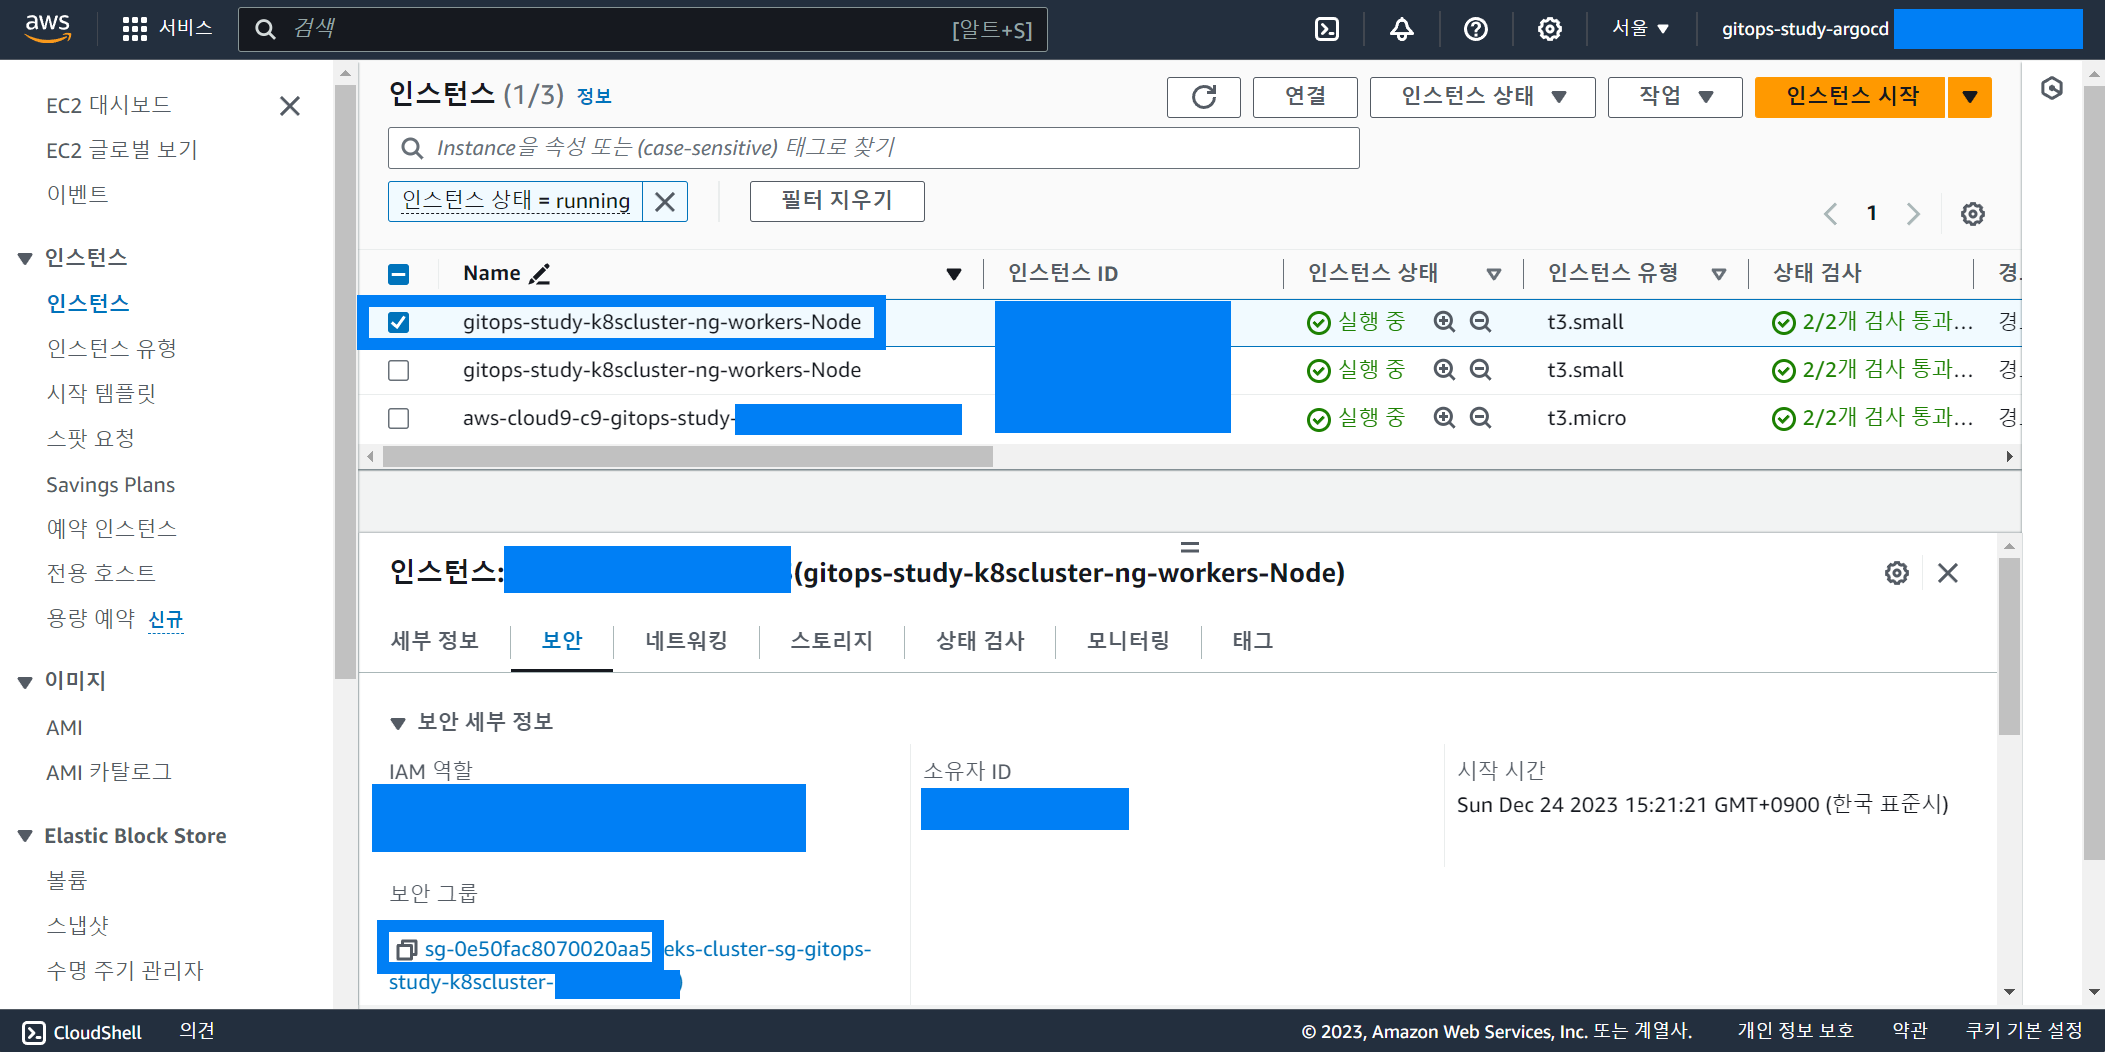 aws
서비스
검색
[알트+S]
서울
gitops-study-argocd
EC2 대시보드
EC2 글로벌 보기
이벤트
인스턴스
인스턴스
인스턴스 유형
시작 템플릿
스팟 요청
Savings Plans
예약 인스턴스
전용 호스트
용량 예약 신규
이미지
AMI
AMI 카탈로그
Elastic Block Store
볼륨
스냅샷
수명 주기 관리자
인스턴스 (1/3) 정보
연결
인스턴스 상태
작업
인스턴스 시작
Instance을 속성 또는 (case-sensitive) 태그로 찾기
인스턴스 상태 = running
필터 지우기
1
Name 인스턴스 ID 인스턴스 상태 인스턴스 유형 상태 검사 경
gitops-study-k8scluster-ng-workers-Node 실행 중 t3.small 2/2개 검사 통과... 경
gitops-study-k8scluster-ng-workers-Node 실행 중 t3.small 2/2개 검사 통과... 경
aws-cloud9-c9-gitops-study- 실행 중 t3.micro 2/2개 검사 통과... 경
인스턴스: (gitops-study-k8scluster-ng-workers-Node)
세부 정보 보안 네트워킹 스토리지 상태 검사 모니터링 태그
보안 세부 정보
IAM 역할
소유자 ID
시작 시간
Sun Dec 24 2023 15:21:21 GMT+0900 (한국 표준시)
보안 그룹
sg-0e50fac8070020aa5 eks-cluster-sg-gitops-
study-k8scluster- )
CloudShell 의견
© 2023, Amazon Web Services, Inc. 또는 계열사. 개인 정보 보호 약관 쿠키 기본 설정